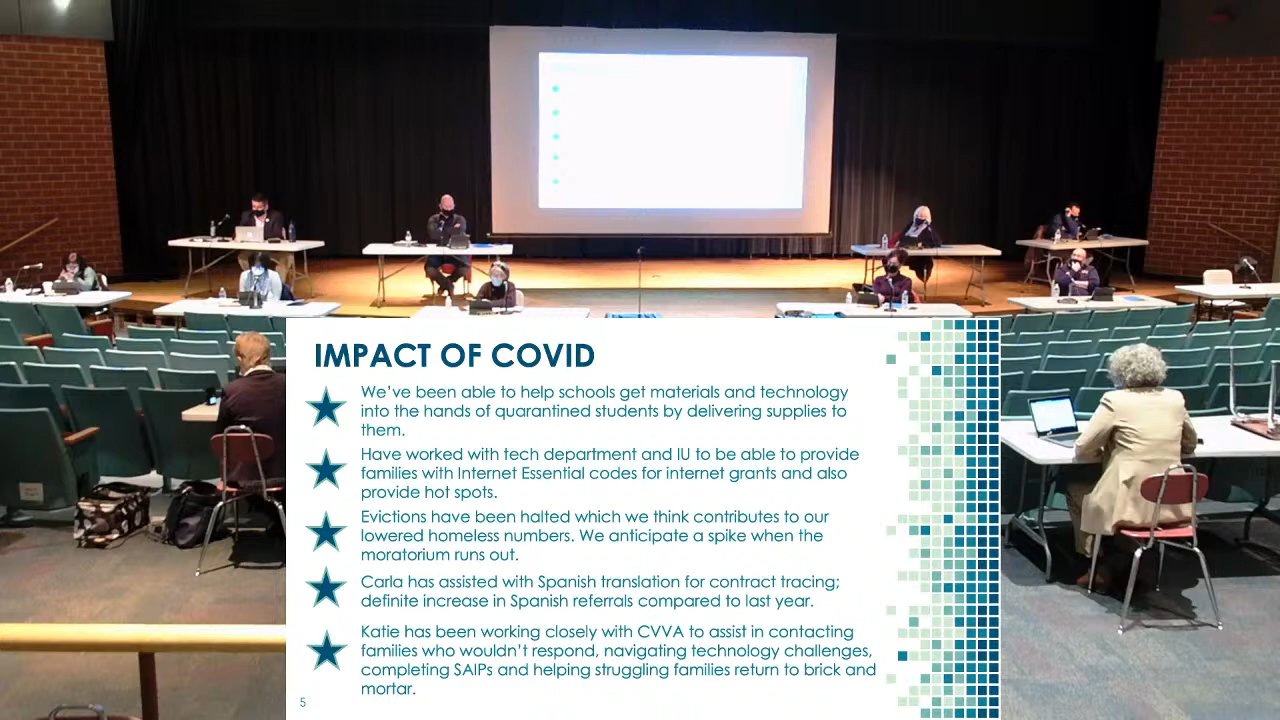 IMPACT OF COVID
We've been able to help schools get materials and technology
into the hands of quarantined students by delivering supplies to
them.
Have worked with tech department and IU to be able to provide
families with Internet Essential codes for internet grants and also
provide hot spots.
Evictions have been halted which we think contributes to our
lowered homeless numbers. We anticipate a spike when the
moratorium runs out.
Carla has assisted with Spanish translation for contract tracing;
definite increase in Spanish referrals compared to last year.
Katie has been working closely with CVVA to assist in contacting
families who wouldn't respond, navigating technology challenges,
completing SAIPs and helping struggling families return to brick and
mortar.
5